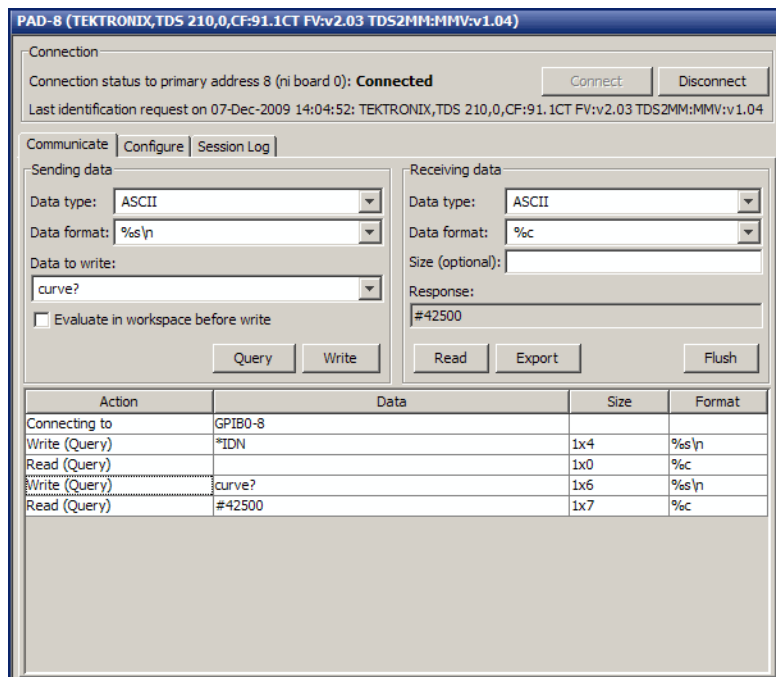 PAD-8 (TEKTRONIX,TDS 210,0,CF:91.1CT FV:v2.03 TDS2MM:MMV:v1.04)
Connection
Connection status to primary address 8 (ni board 0): Connected
Connect
Disconnect
Last identification request on 07-Dec-2009 14:04:52: TEKTRONIX,TDS 210,0,CF:91.1CT FV:v2.03 TDS2MM:MMV:v1.04
Communicate Configure Session Log
Sending data
Data type: ASCII
Data format: %s\n
Data to write:
curve?
Evaluate in workspace before write
Query Write
Receiving data
Data type: ASCII
Data format: %c
Size (optional):
Response:
#42500
Read Export Flush
Action Data Size Format
Connecting to GPIB0-8
Write (Query) *IDN 1x4 %s\n
Read (Query) 1x0 %c
Write (Query) curve? 1x6 %s\n
Read (Query) #42500 1x7 %c